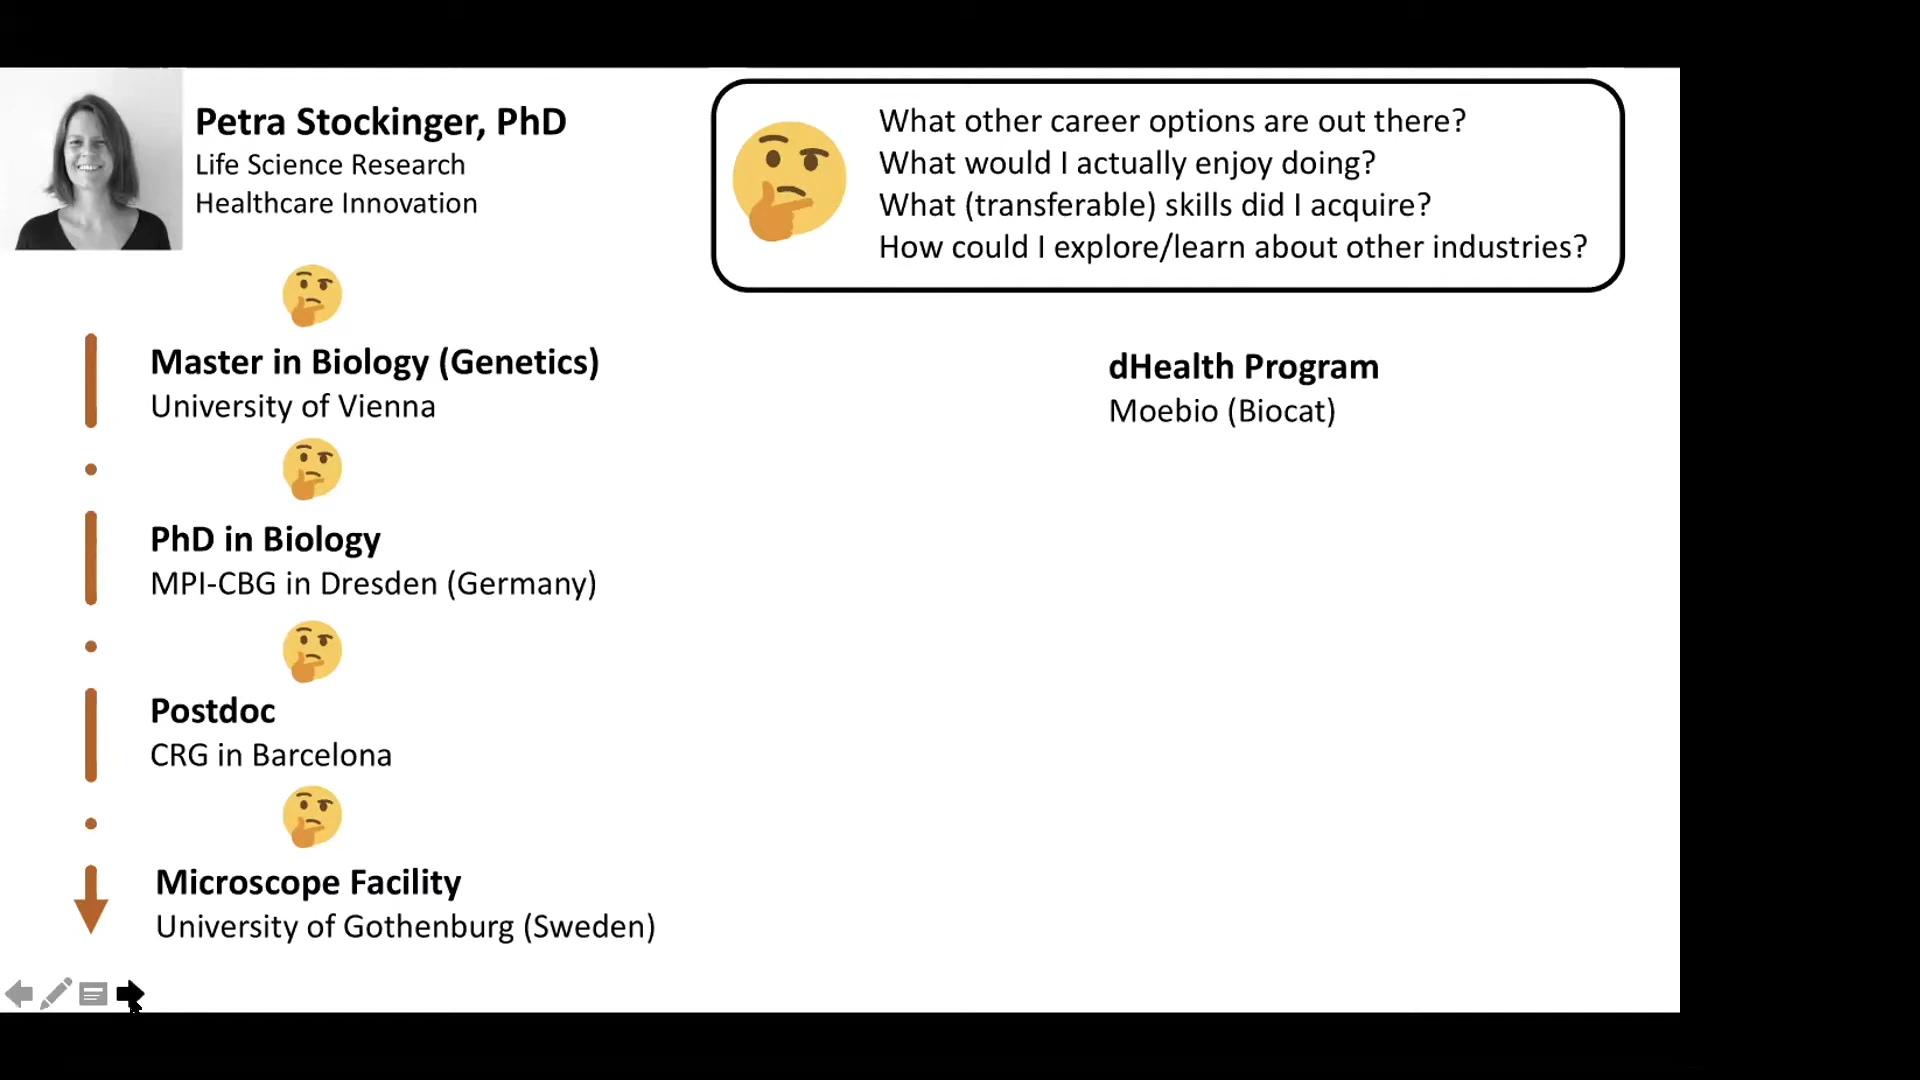 Petra Stockinger, PhD
Life Science Research
Healthcare Innovation
What other career options are out there?
What would I actually enjoy doing?
What (transferable) skills did I acquire?
How could I explore/learn about other industries?
Master in Biology (Genetics)
University of Vienna
PhD in Biology
MPI-CBG in Dresden (Germany)
Postdoc
CRG in Barcelona
Microscope Facility
University of Gothenburg (Sweden)
dHealth Program
Moebio (Biocat)